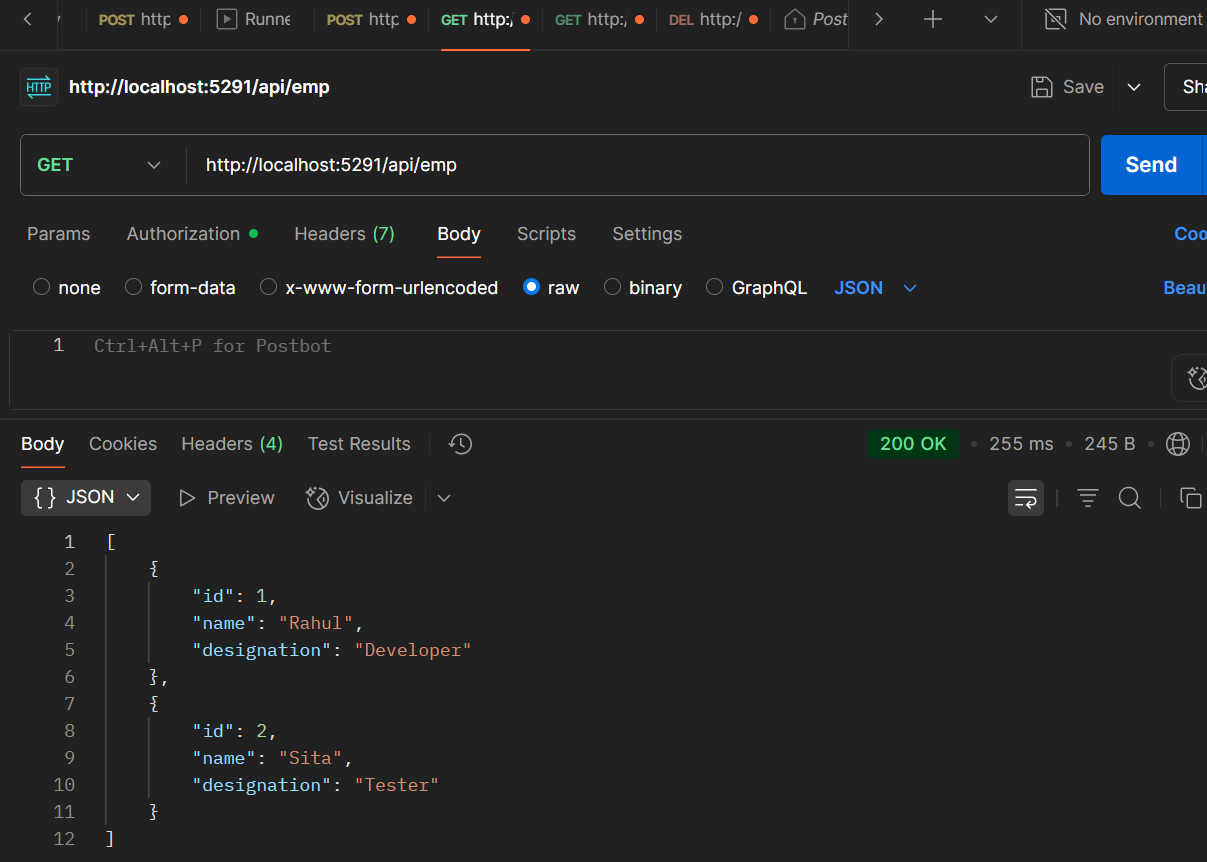 POST http POST http GET http:/ GET http:/ DEL http:/ Post No environment
HTTP http://localhost:5291/api/emp Save Sha
GET http://localhost:5291/api/emp Send
Params Authorization Headers (7) Body Scripts Settings Coo
none form-data x-www-form-urlencoded raw binary GraphQL JSON Beau
1 Ctrl+Alt+P for Postbot
Body Cookies Headers (4) Test Results 200 OK 255 ms 245 B
{} JSON Preview Visualize
1 [
2 {
3 "id": 1,
4 "name": "Rahul",
5 "designation": "Developer"
6 },
7 {
8 "id": 2,
9 "name": "Sita",
10 "designation": "Tester"
11 }
12 ]